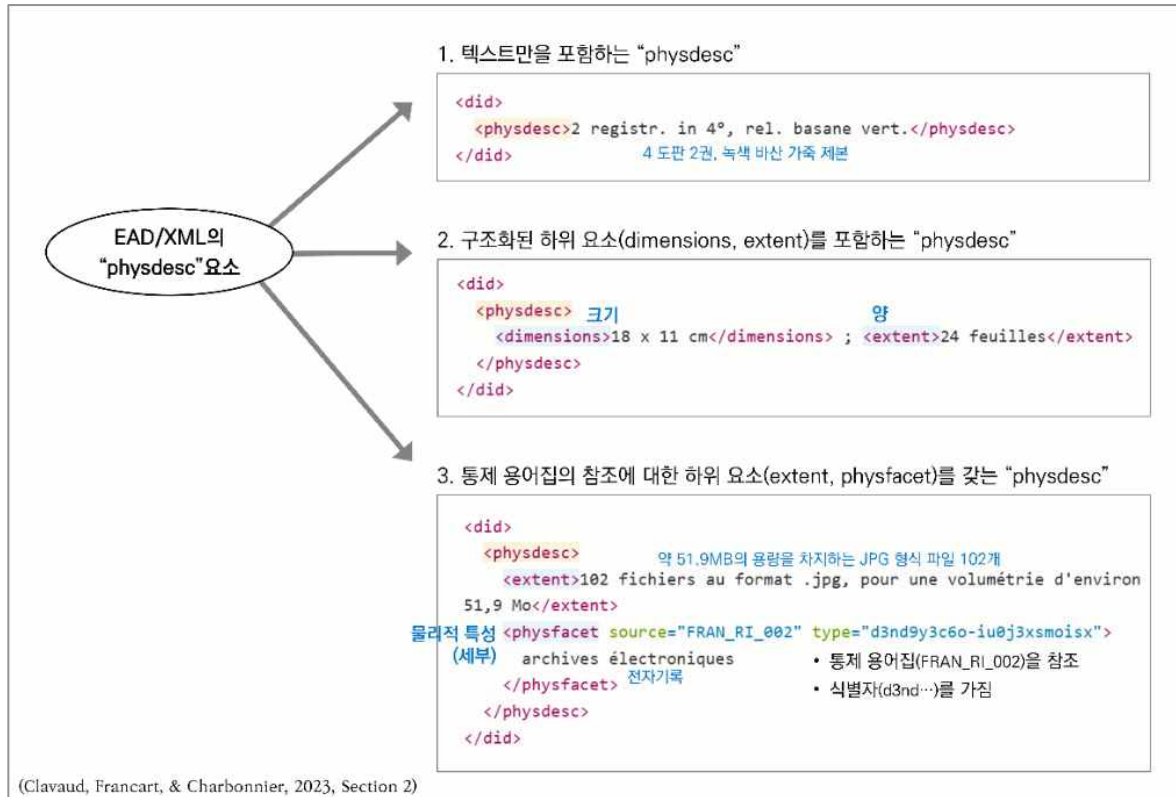 1. 텍스트만을 포함하는 “physdesc”
<did>
<physdesc>2 registr. in 4°, rel. basane vert.</physdesc>
</did>
4 도판 2권, 녹색 바산 가죽 제본
EAD/XML의
“physdesc”요소
2. 구조화된 하위 요소(dimensions, extent)를 포함하는 “physdesc”
<did>
<physdesc>
크기
양
<dimensions>18 x 11 cm</dimensions> ; <extent>24 feuilles</extent>
</physdesc>
</did>
3. 통제 용어집의 참조에 대한 하위 요소(extent, physfacet)를 갖는 “physdesc”
<did>
<physdesc>
약 51.9MB의 용량을 차지하는 JPG 형식 파일 102개
<extent>102 fichiers au format .jpg, pour une volumétrie d'environ
51,9 Mo</extent>
물리적 특성
(세부)
<physfacet source="FRAN_RI_002" type="d3nd9y3c6o-iu0j3xsmoisx">
archives électroniques
</physfacet>
전자기록
• 통제 용어집(FRAN_RI_002)을 참조
• 식별자(d3nd⋯)를 가짐
</physdesc>
</did>
(Clavaud, Francart, & Charbonnier, 2023, Section 2)